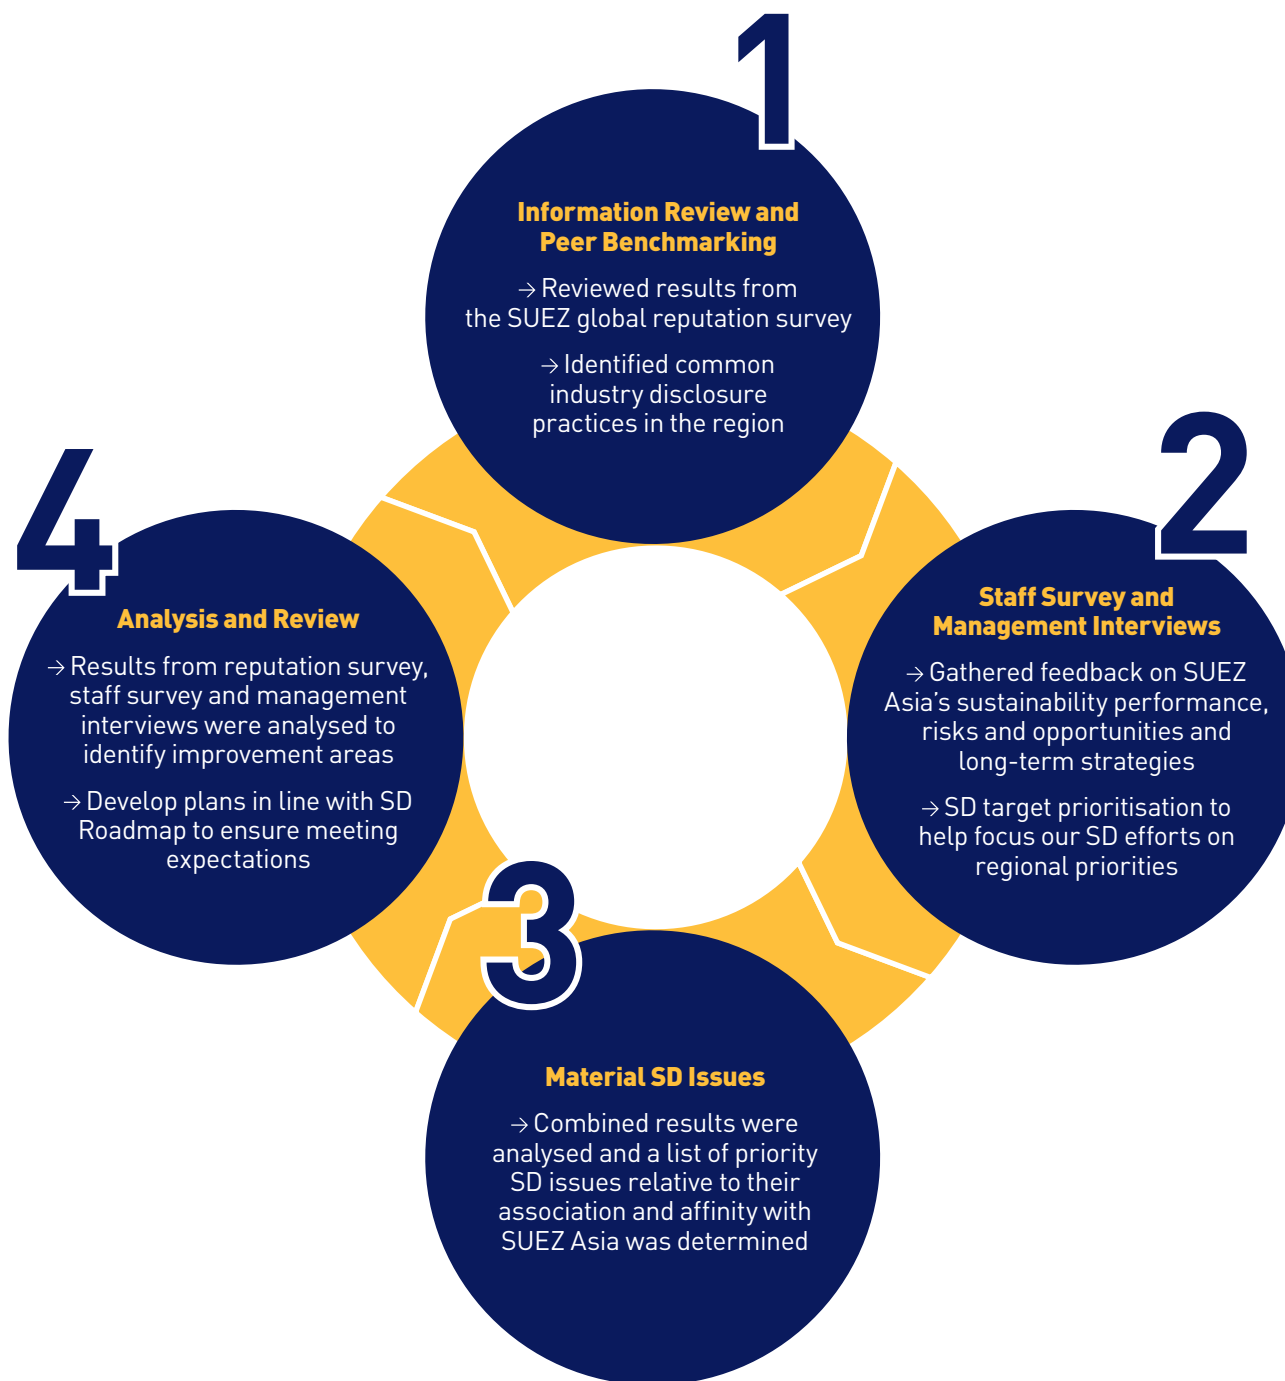 1
Information Review and
Peer Benchmarking
→ Reviewed results from
the SUEZ global reputation survey
→ Identified common
industry disclosure
practices in the region
2
Staff Survey and
Management Interviews
→ Gathered feedback on SUEZ
Asia's sustainability performance,
risks and opportunities and
long-term strategies
→ SD target prioritisation to
help focus our SD efforts on
regional priorities
3
Material SD Issues
→ Combined results were
analysed and a list of priority
SD issues relative to their
association and affinity with
SUEZ Asia was determined
4
Analysis and Review
→ Results from reputation survey,
staff survey and management
interviews were analysed to
identify improvement areas
→ Develop plans in line with SD
Roadmap to ensure meeting
expectations